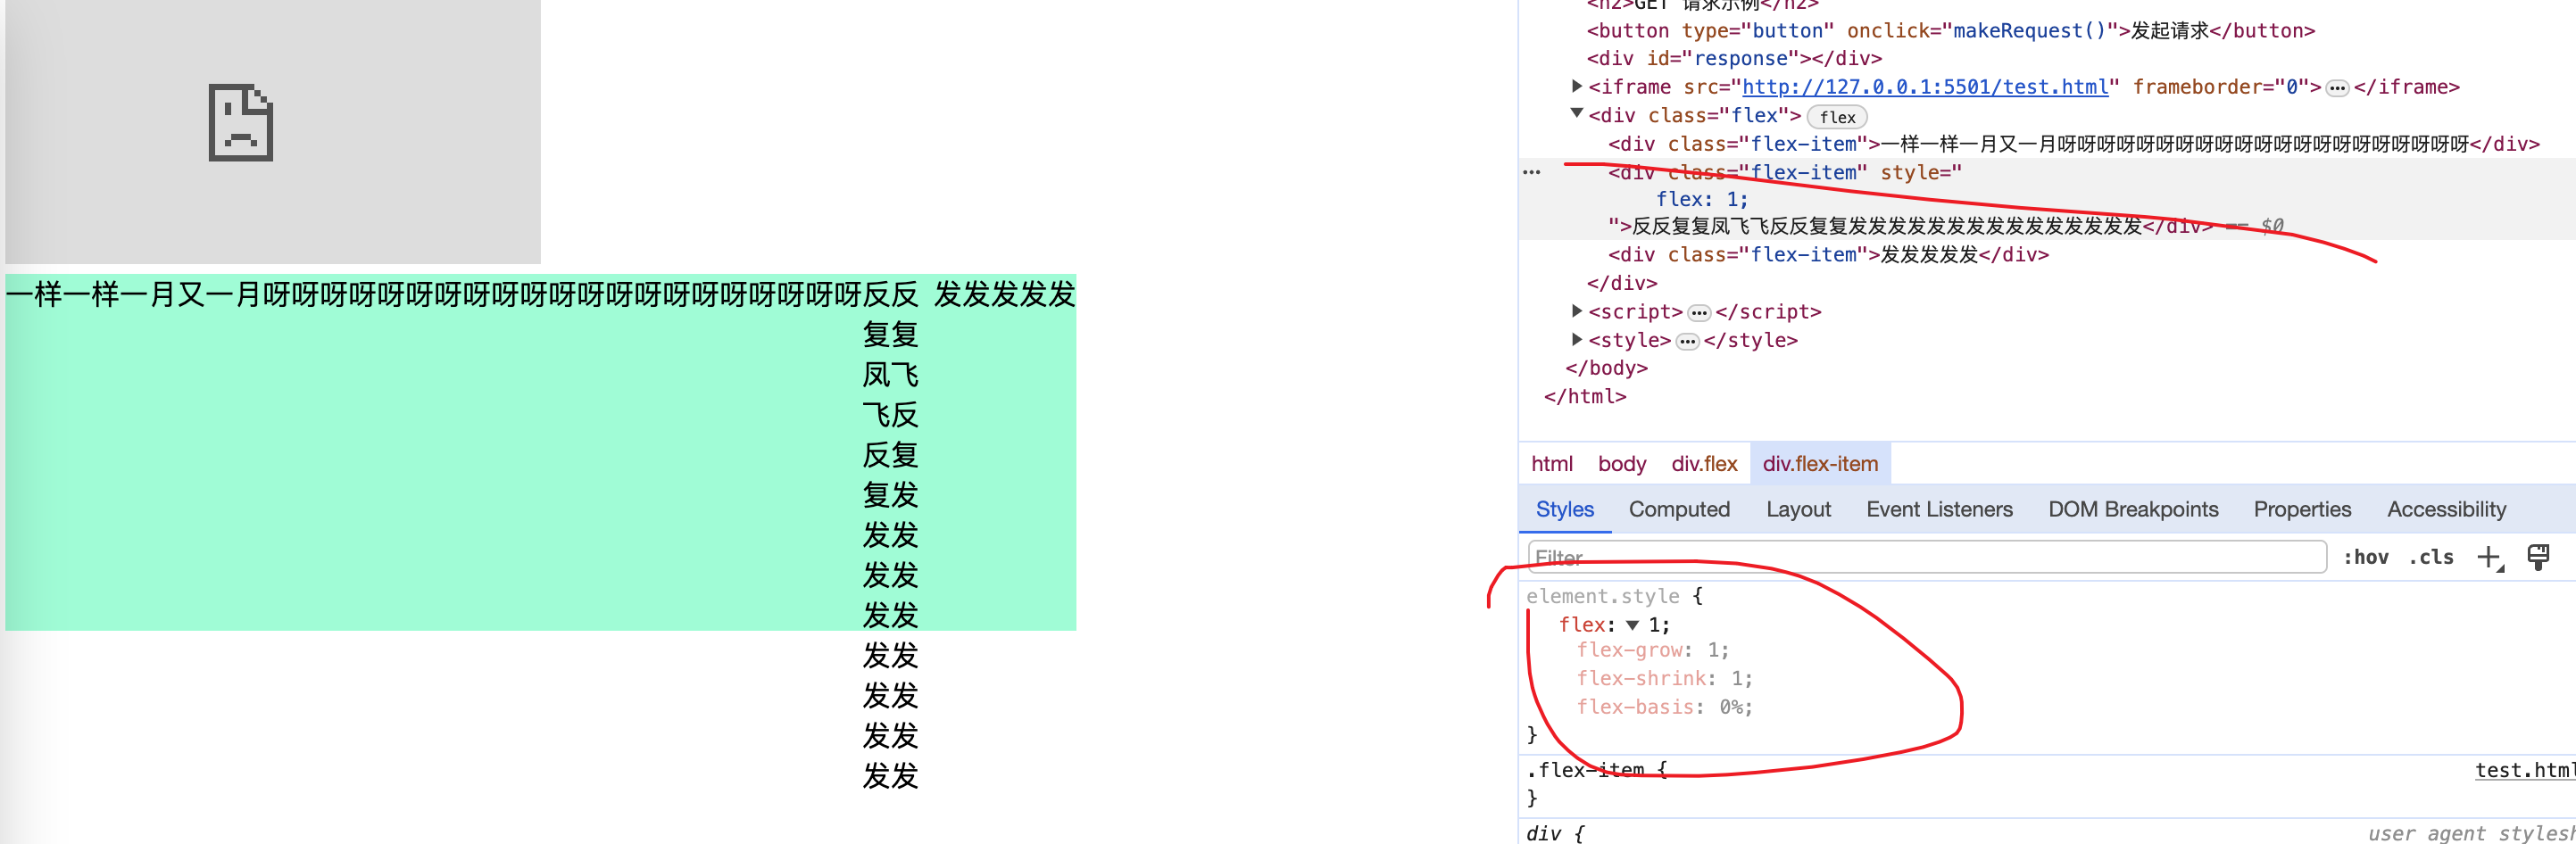 <h2>GET 请求示例</h2>
<button type="button" onclick="makeRequest()">发起请求</button>
<div id="response"></div>
<iframe src="http://127.0.0.1:5501/test.html" frameborder="0">…</iframe>
<div class="flex"> flex
<div class="flex-item">一样一样一月又一月呀呀呀呀呀呀呀呀呀呀呀呀呀呀呀呀呀呀呀呀呀</div>
<div class="flex-item" style="
flex: 1;
">反反复复凤飞飞反反复复发发发发发发发发发发发发发发发</div> == $0
<div class="flex-item">发发发发发</div>
</div>
<script>…</script>
<style>…</style>
</body>
</html>
一样一样一月又一月呀呀呀呀呀呀呀呀呀呀呀呀呀呀呀呀呀呀呀呀呀反反 发发发发发
复复
凤飞
飞反
反复
复发
发发
发发
发发
发发
发发
发发
发发
html body div.flex div.flex-item
Styles Computed Layout Event Listeners DOM Breakpoints Properties Accessibility
Filter :hov .cls
element.style {
flex: 1;
flex-grow: 1;
flex-shrink: 1;
flex-basis: 0%;
}
.flex-item { test.html
}
div { user agent stylesh